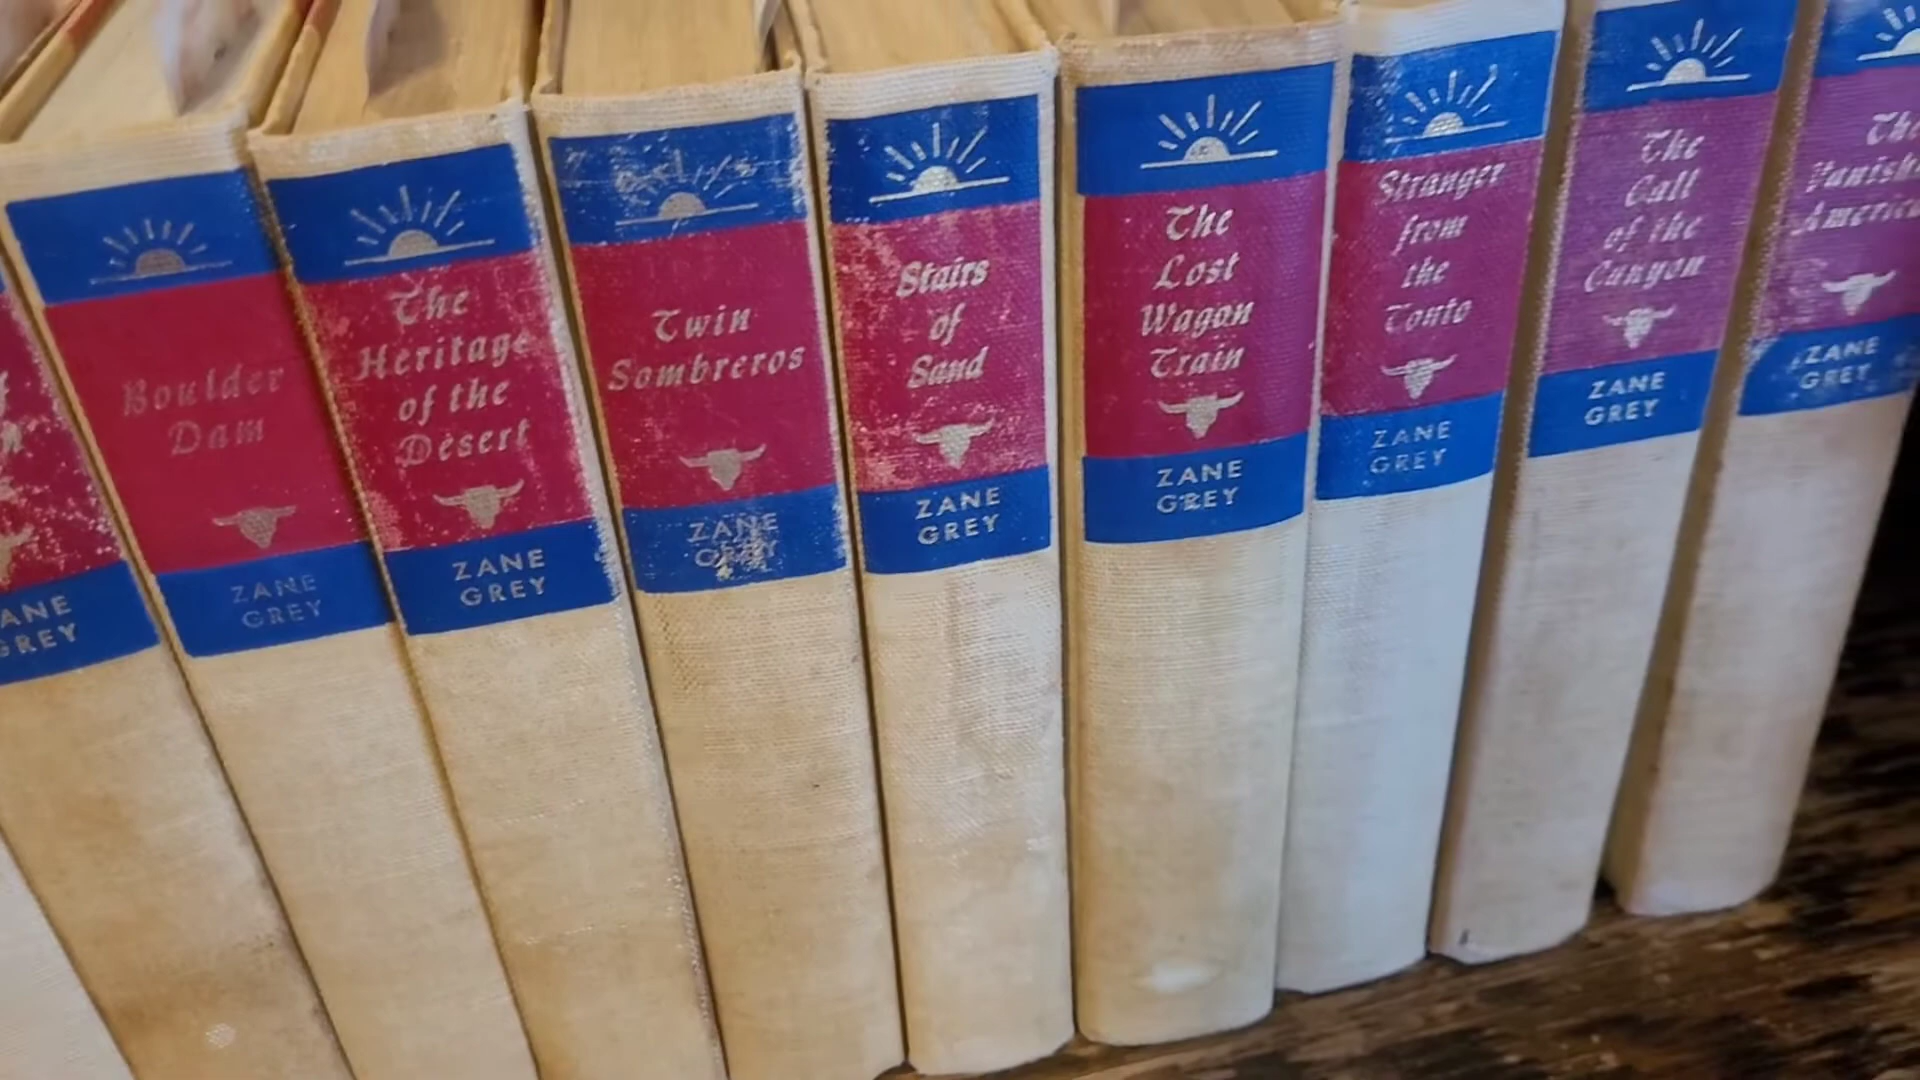 ANE
GREY
Boulder
Dam
ZANE
GREY
The
Heritage
of the
Desert
ZANE
GREY
Twin
Sombreros
ZANE
GREY
Stairs
of
Sand
ZANE
GREY
The
Lost
Wagon
Train
ZANE
GREY
Stranger
from
the
Tonto
ZANE
GREY
The
Call
of the
Canyon
ZANE
GREY
The
Vanish
America
ZANE
GREY